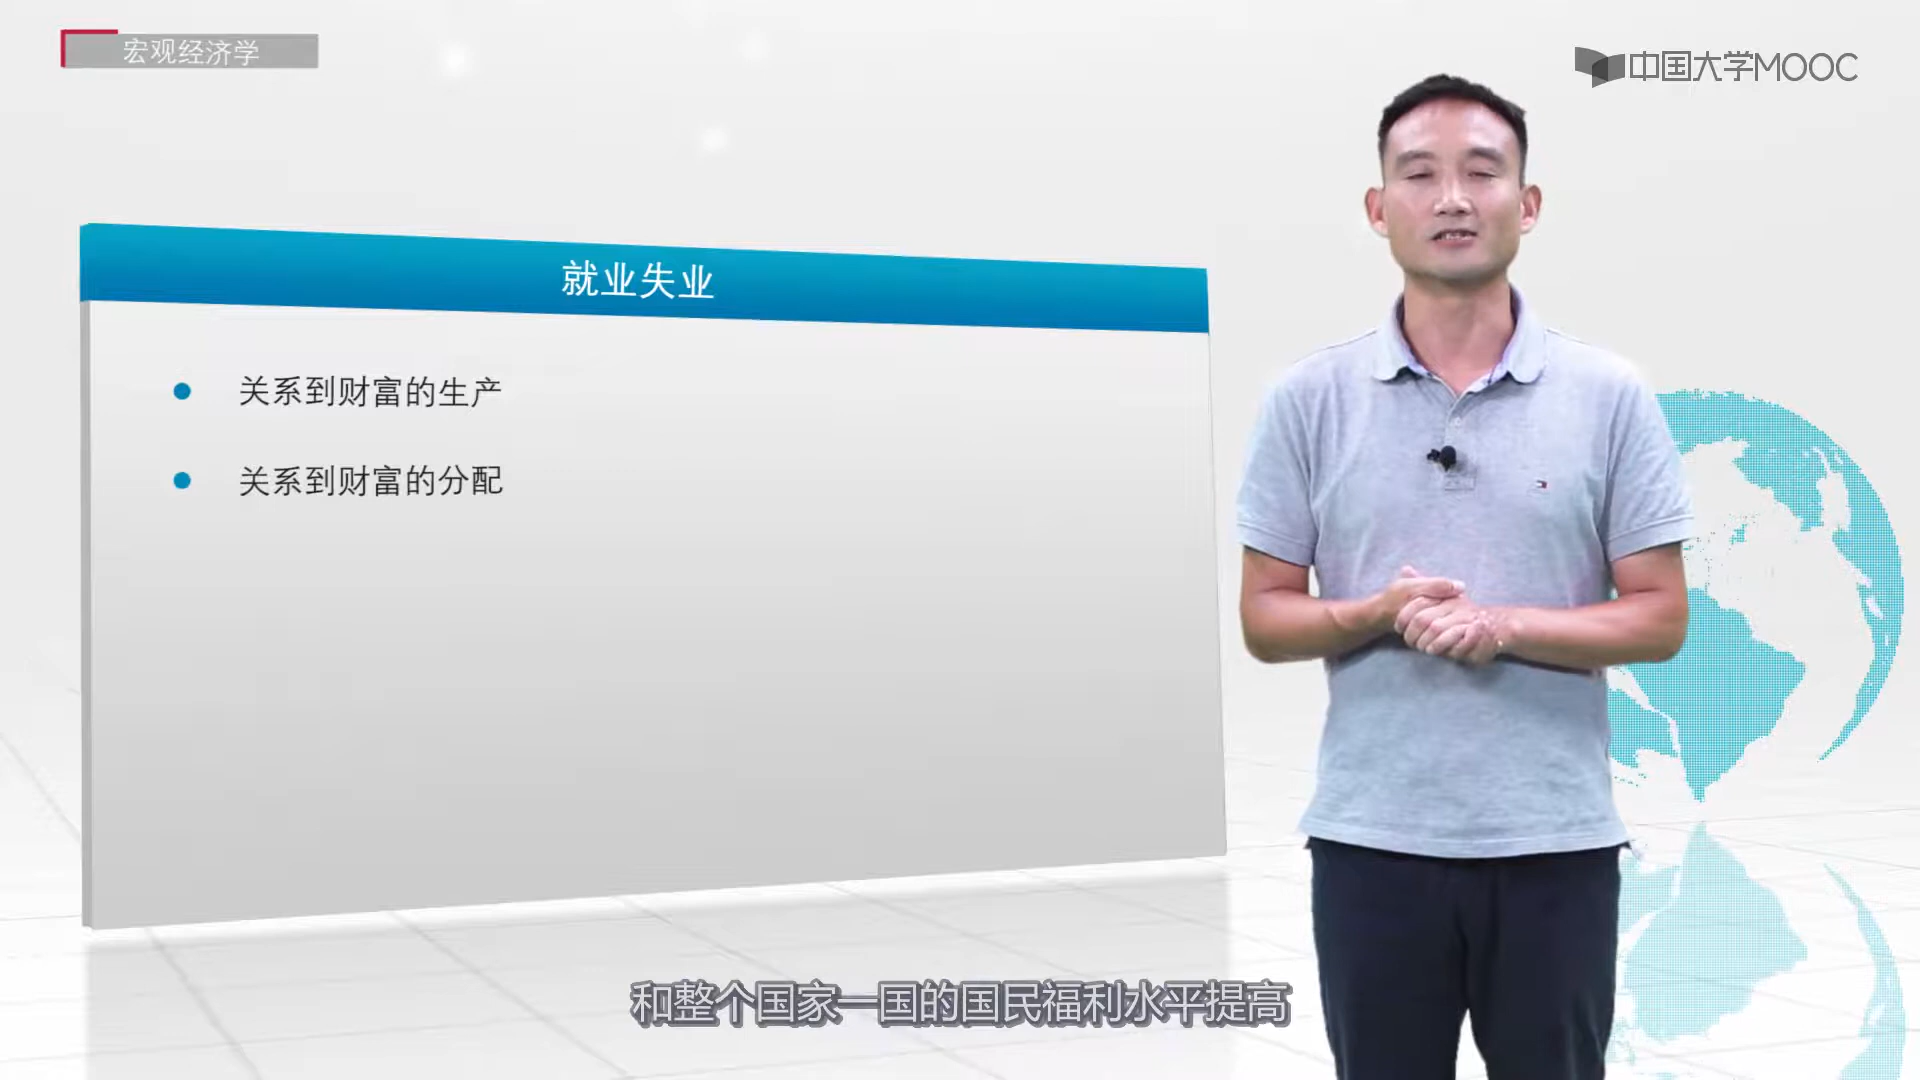 宏观经济学
中国大学MOOC
就业失业
关系到财富的生产
关系到财富的分配
和整个国家一国的国民福利水平提高